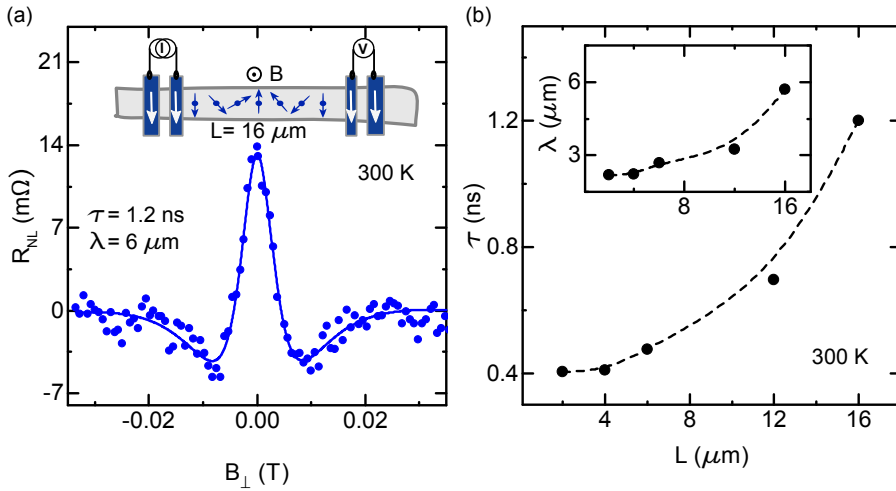 (a)
I
V
⊙ B
L= 16 μm
300 K
τ = 1.2 ns
λ = 6 μm
21
14
7
0
-7
R_NL (mΩ)
-0.02
0.00
0.02
B_⊥ (T)
(b)
6
3
λ (μm)
8
16
1.2
0.8
0.4
τ (ns)
300 K
4
8
12
16
L (μm)